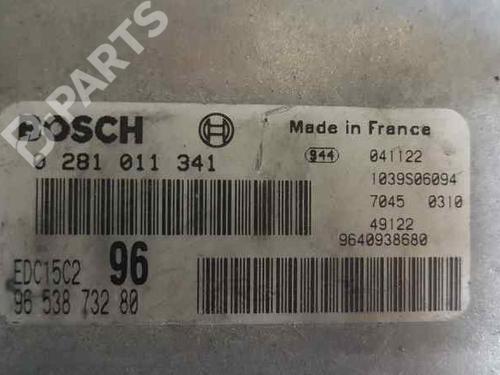 B-PARTS
BOSCH
Made in France
0 281 011 341
944 041122
1039S06094
7045 0310
49122
9640938680
EDC15C2 96
96 538 732 80